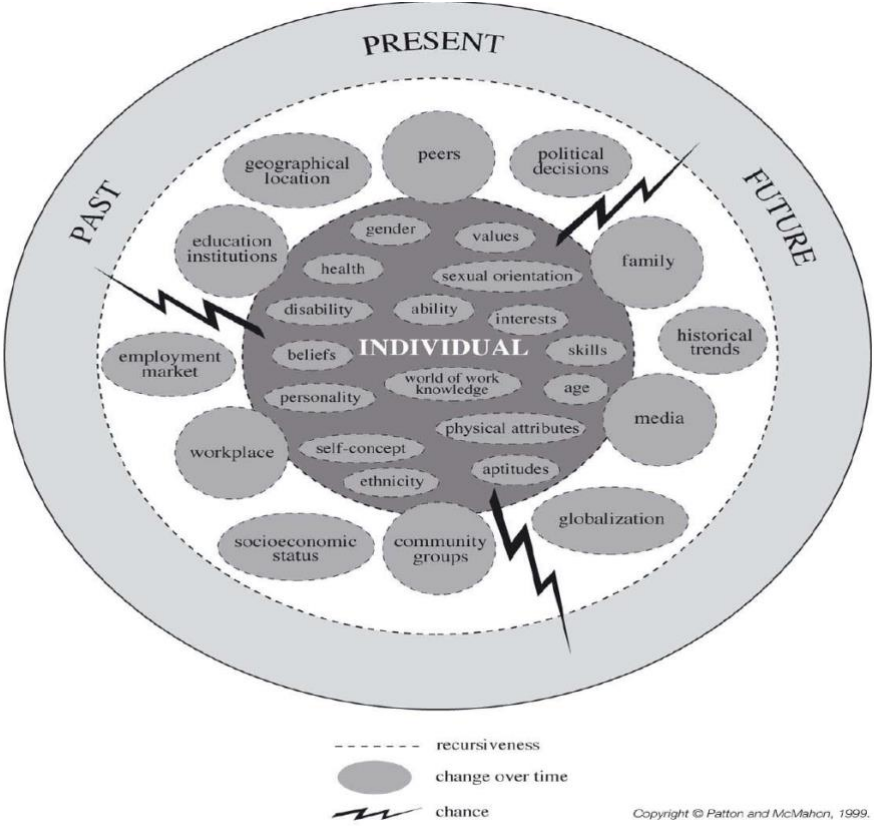 PRESENT
PAST
FUTURE
geographical
location
peers
political
decisions
education
institutions
family
employment
market
historical
trends
workplace
media
socioeconomic
status
community
groups
globalization
gender
values
health
sexual orientation
disability
ability
interests
beliefs
INDIVIDUAL
skills
personality
world of work
knowledge
age
physical attributes
self-concept
aptitudes
ethnicity
recursiveness
change over time
chance
Copyright © Patton and McMahon, 1999.